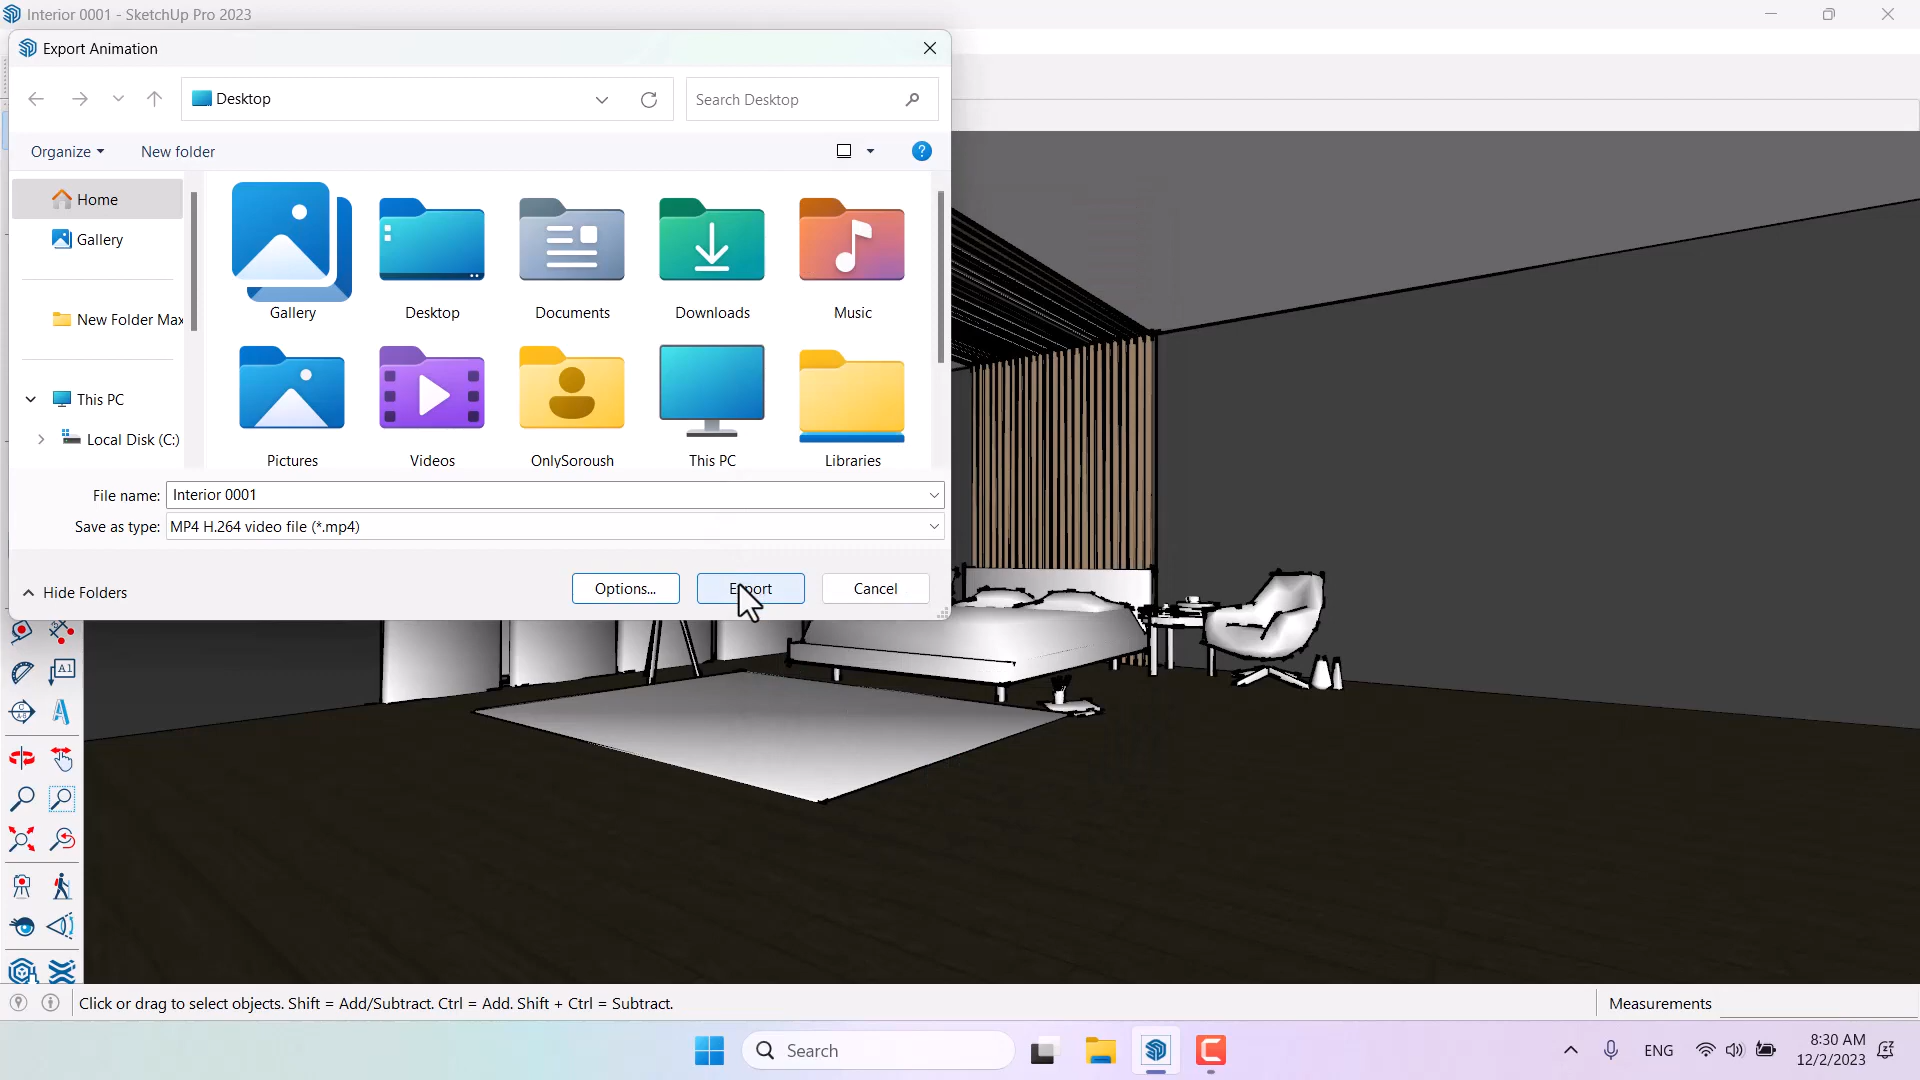 Interior 0001 - SketchUp Pro 2023
Export Animation
Desktop
Search Desktop
Organize
New folder
Home
Gallery
New Folder Max
This PC
Local Disk (C:)
Gallery
Desktop
Documents
Downloads
Music
Pictures
Videos
OnlySoroush
This PC
Libraries
File name: Interior 0001
Save as type: MP4 H.264 video file (*.mp4)
Hide Folders
Options...
Export
Cancel
A1
Click or drag to select objects. Shift = Add/Subtract. Ctrl = Add. Shift + Ctrl = Subtract.
Measurements
Search
ENG
8:30 AM
12/2/2023